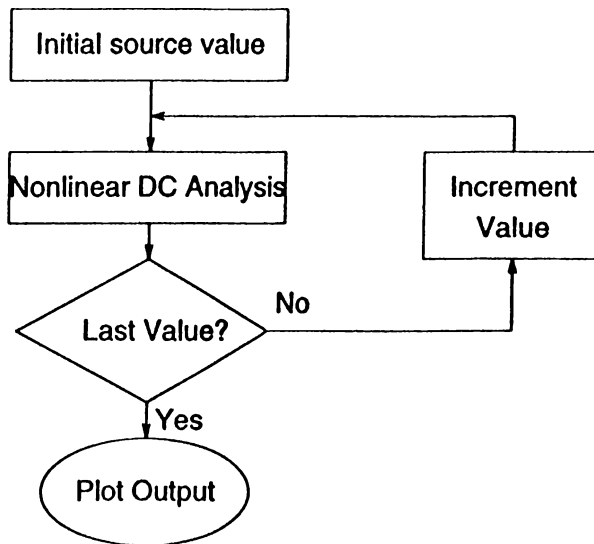 Initial source value
Nonlinear DC Analysis
Increment
Value
Last Value?
No
Yes
Plot Output